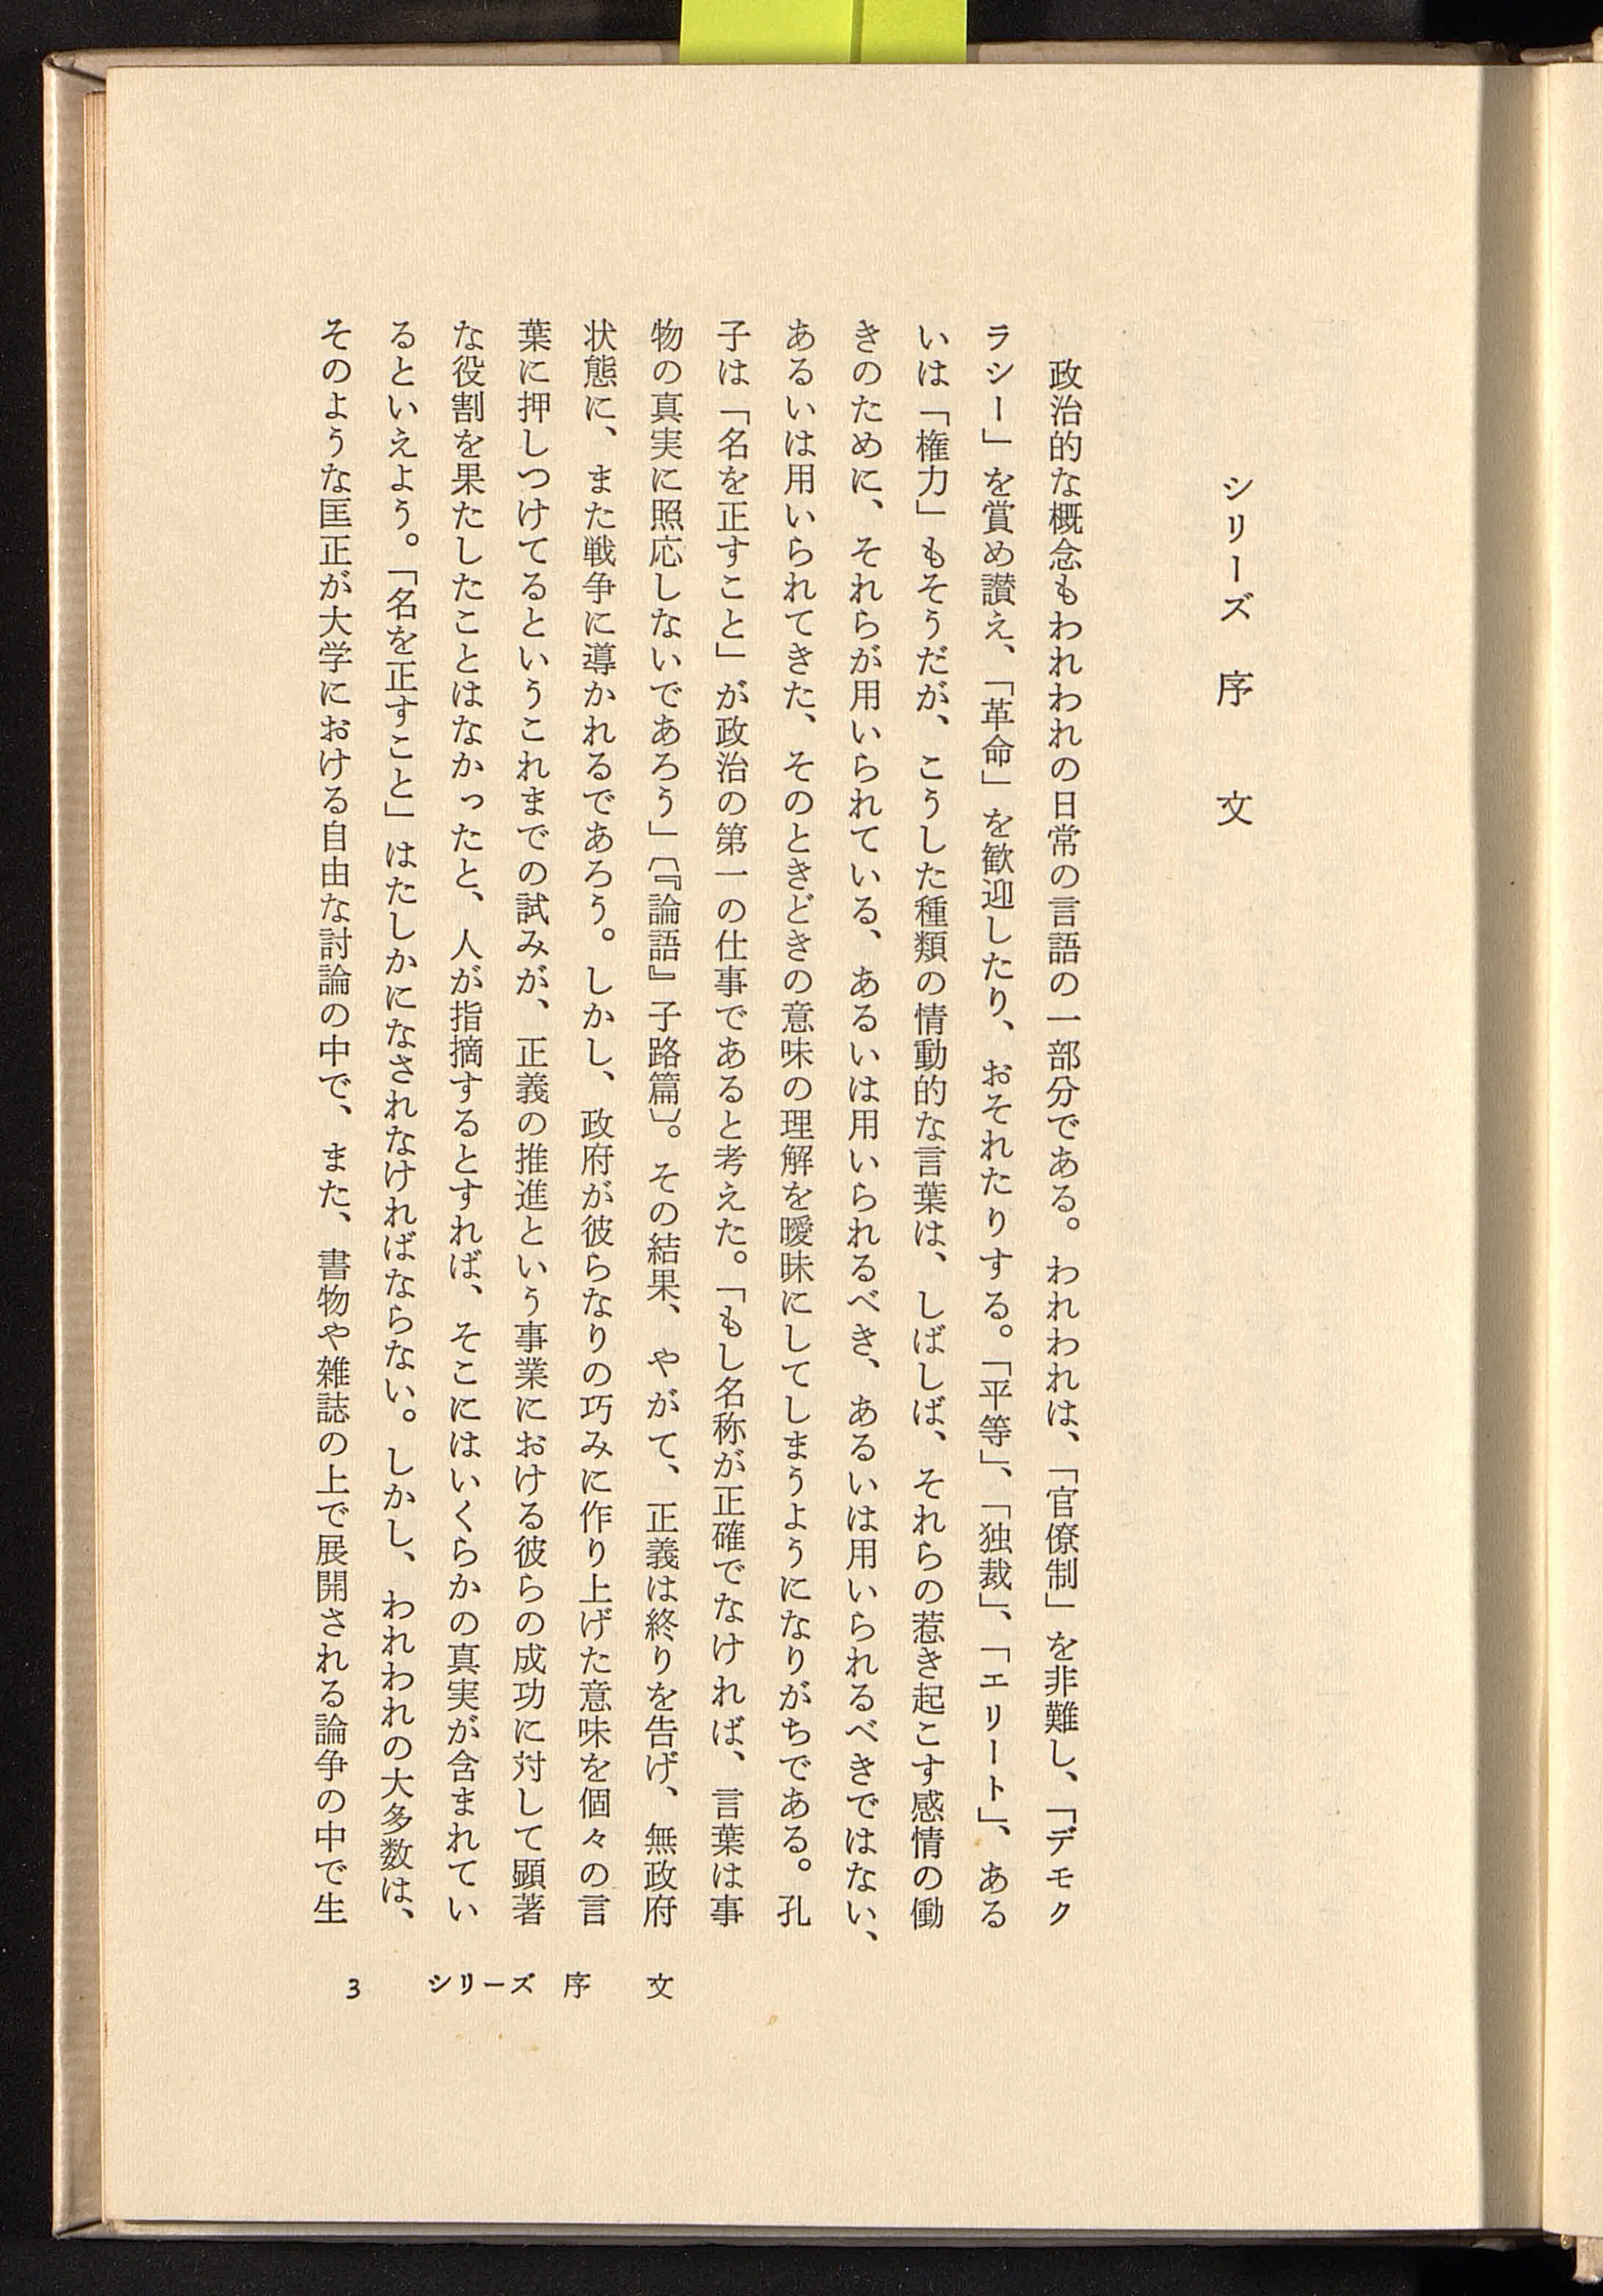 シリーズ 序 文
政治的な概念もわれわれの日常の言語の一部分である。われわれは、「官僚制」を非難し、「デモク
ラシー」を賞め讃え、「革命」を歓迎したり、おそれたりする。「平等」、「独裁」、「エリート」、ある
いは「権力」もそうだが、こうした種類の情動的な言葉は、しばしば、それらの惹き起こす感情の働
きのために、それらが用いられている、あるいは用いられるべき、あるいは用いられるべきではない、
あるいは用いられてきた、そのときどきの意味の理解を曖昧にしてしまうようになりがちである。孔
子は「名を正すこと」が政治の第一の仕事であると考えた。「もし名称が正確でなければ、言葉は事
物の真実に照応しないであろう」〔『論語』子路篇〕。その結果、やがて、正義は終りを告げ、無政府
状態に、また戦争に導かれるであろう。しかし、政府が彼らなりの巧みに作り上げた意味を個々の言
葉に押しつけてるというこれまでの試みが、正義の推進という事業における彼らの成功に対して顕著
な役割を果たしたことはなかったと、人が指摘するとすれば、そこにはいくらかの真実が含まれてい
るといえよう。「名を正すこと」はたしかになされなければならない。しかし、われわれの大多数は、
そのような匡正が大学における自由な討論の中で、また、書物や雑誌の上で展開される論争の中で生
3 シリーズ 序 文